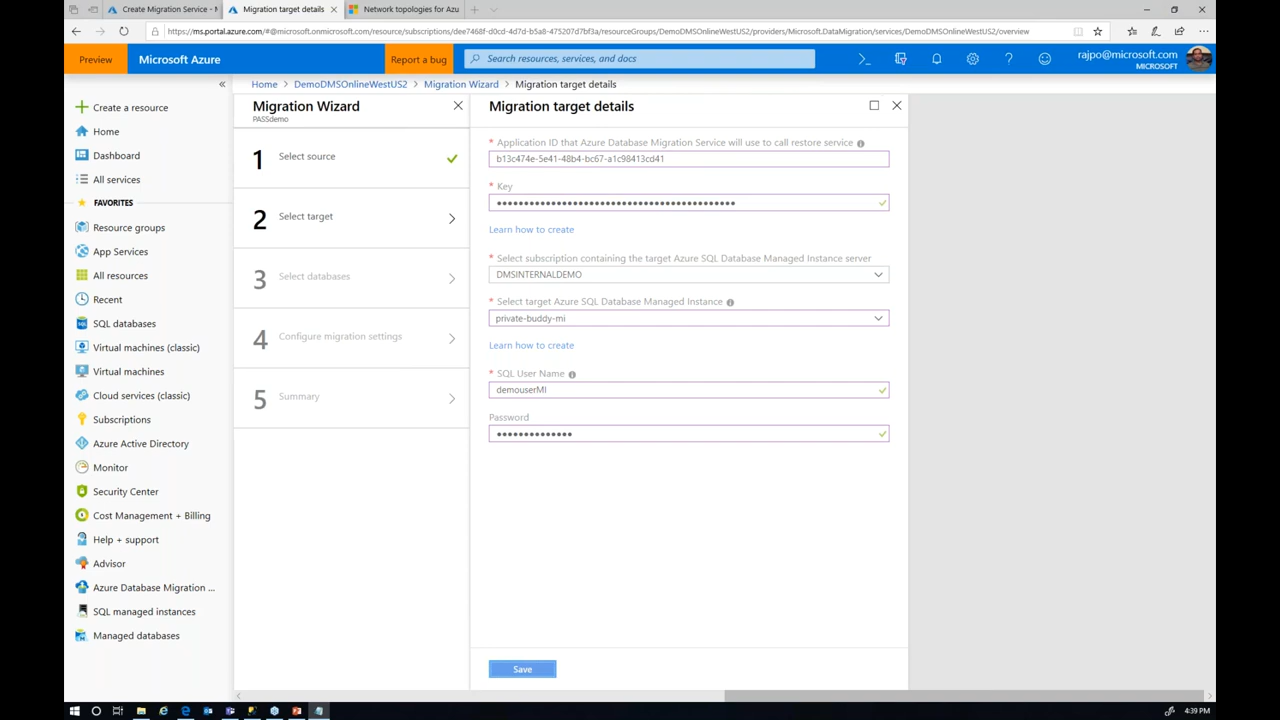 Create Migration Service - M
Migration target details
Network topologies for Azu
https://ms.portal.azure.com/#@microsoft.onmicrosoft.com/resource/subscriptions/dee7468f-d0cd-4d7d-b5a8-475207d7bf3a/resourceGroups/DemoDMSOnlineWestUS2/providers/Microsoft.DataMigration/services/DemoDMSOnlineWestUS2/overview
Preview
Microsoft Azure
Report a bug
Search resources, services, and docs
rajpo@microsoft.com
MICROSOFT
Home > DemoDMSOnlineWestUS2 > Migration Wizard > Migration target details
Create a resource
Home
Dashboard
All services
FAVORITES
Resource groups
App Services
All resources
Recent
SQL databases
Virtual machines (classic)
Virtual machines
Cloud services (classic)
Subscriptions
Azure Active Directory
Monitor
Security Center
Cost Management + Billing
Help + support
Advisor
Azure Database Migration ...
SQL managed instances
Managed databases
Migration Wizard
PASSdemo
1 Select source
2 Select target
3 Select databases
4 Configure migration settings
5 Summary
Migration target details
* Application ID that Azure Database Migration Service will use to call restore service
b13c474e-5e41-48b4-bc67-a1c98413cd41
* Key
Learn how to create
* Select subscription containing the target Azure SQL Database Managed Instance server
DMSINTERNALDEMO
* Select target Azure SQL Database Managed Instance
private-buddy-mi
Learn how to create
* SQL User Name
demouserMI
Password
Save
4:39 PM